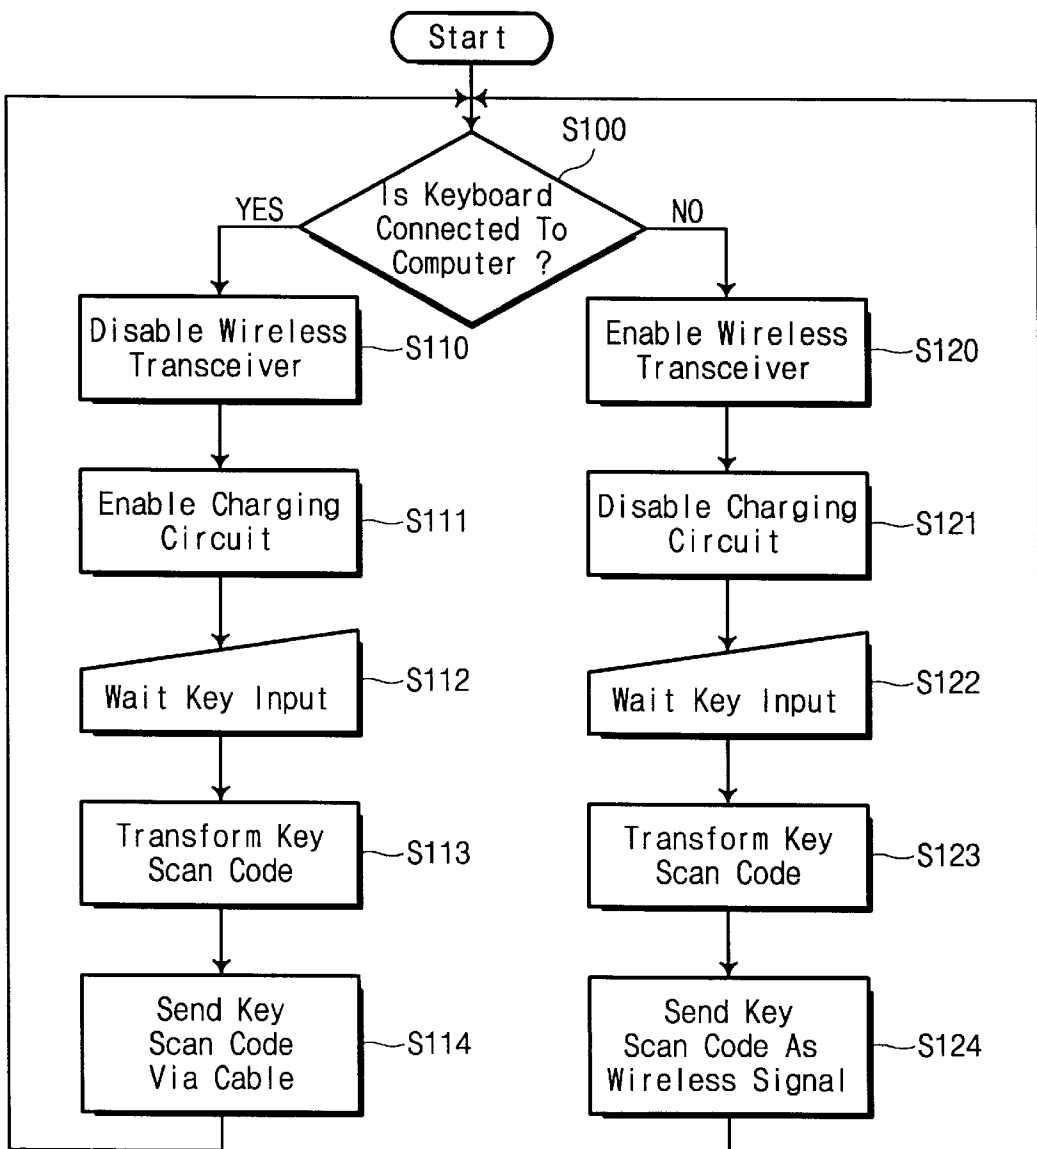 Start
S100
Is Keyboard
Connected To
Computer ?
YES
NO
Disable Wireless
Transceiver
S110
Enable Charging
Circuit
S111
Wait Key Input
S112
Transform Key
Scan Code
S113
Send Key
Scan Code
Via Cable
S114
Enable Wireless
Transceiver
S120
Disable Charging
Circuit
S121
Wait Key Input
S122
Transform Key
Scan Code
S123
Send Key
Scan Code As
Wireless Signal
S124